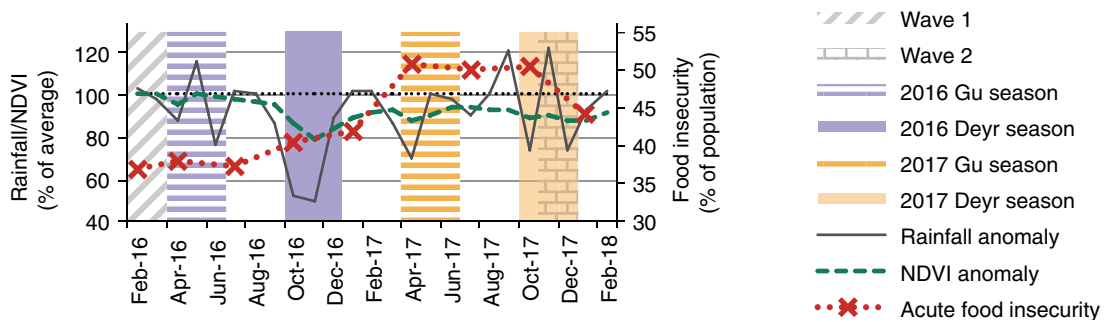 Rainfall/NDVI
(% of average)
120
100
80
60
40
55
50
45
40
35
30
Food insecurity
(% of population)
Feb-16
Apr-16
Jun-16
Aug-16
Oct-16
Dec-16
Feb-17
Apr-17
Jun-17
Aug-17
Oct-17
Dec-17
Feb-18
Wave 1
Wave 2
2016 Gu season
2016 Deyr season
2017 Gu season
2017 Deyr season
Rainfall anomaly
NDVI anomaly
Acute food insecurity